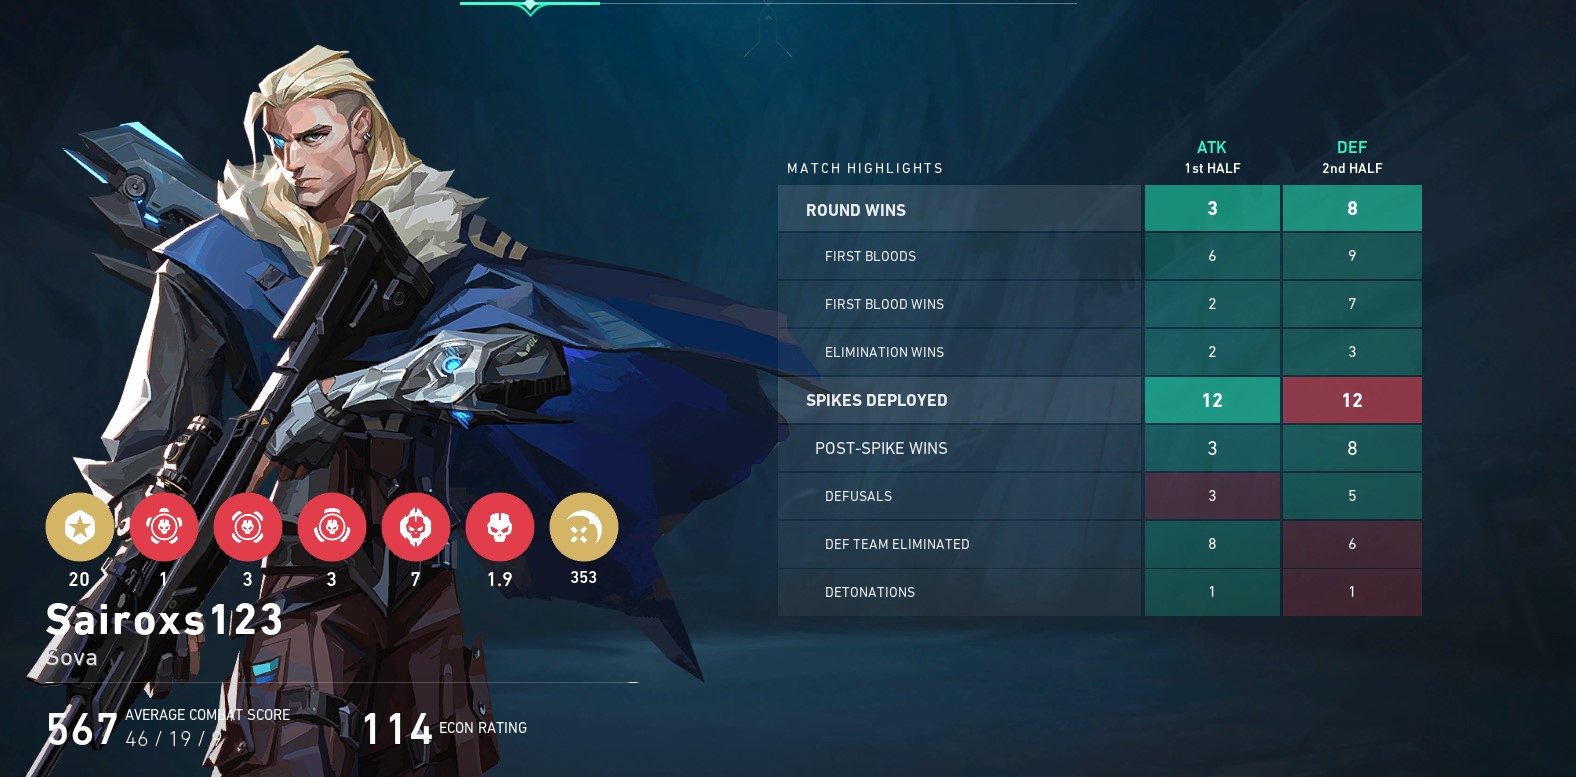 ATK DEF
MATCH HIGHLIGHTS 1st HALF 2nd HALF
ROUND WINS 3 8
FIRST BLOODS 6 9
FIRST BLOOD WINS 2 7
ELIMINATION WINS 2 3
SPIKES DEPLOYED 12 12
POST-SPIKE WINS 3 8
DEFUSALS 3 5
DEF TEAM ELIMINATED 8 6
DETONATIONS 1 1
20 1 3 3 7 1.9 353
Sairoxs123
Sova
567 AVERAGE COMBAT SCORE 114 ECON RATING
46 / 19 / 9